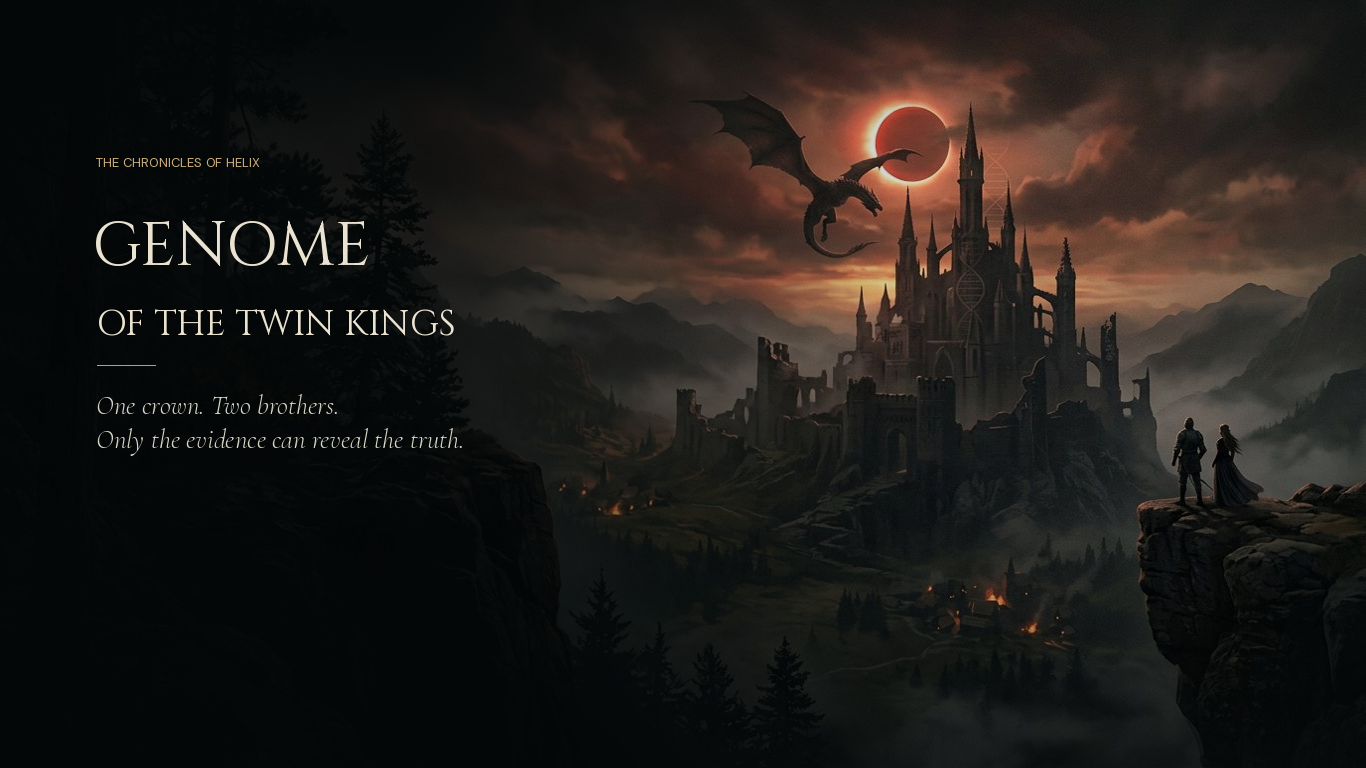 THE CHRONICLES OF HELIX
GENOME
OF THE TWIN KINGS
One crown. Two brothers.
Only the evidence can reveal the truth.